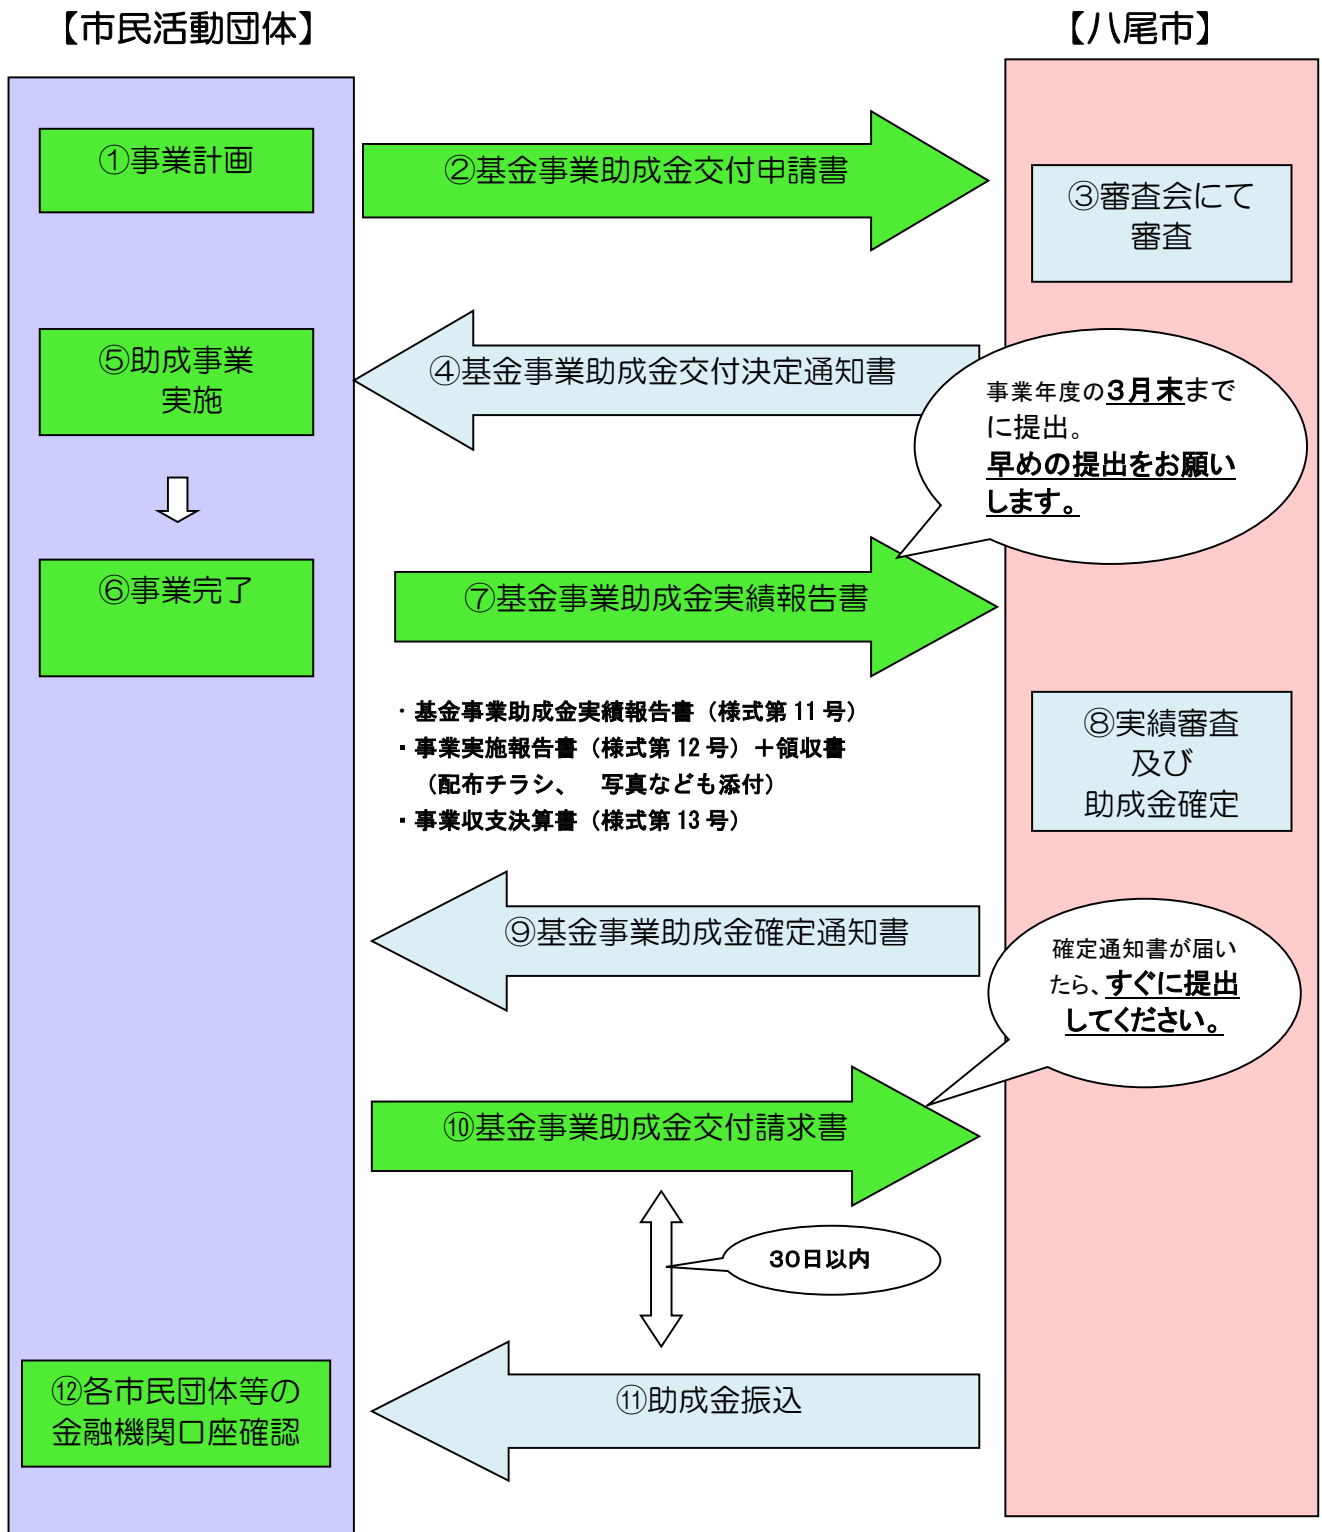 【市民活動団体】
【八尾市】
①事業計画
②基金事業助成金交付申請書
③審査会にて
審査
④基金事業助成金交付決定通知書
⑤助成事業
実施
事業年度の3月末まで
に提出。
早めの提出をお願い
します。
⑥事業完了
⑦基金事業助成金実績報告書
・基金事業助成金実績報告書（様式第11号）
・事業実施報告書（様式第12号）＋領収書
（配布チラシ、　写真なども添付）
・事業収支決算書（様式第13号）
⑧実績審査
及び
助成金確定
⑨基金事業助成金確定通知書
確定通知書が届い
たら、すぐに提出
してください。
⑩基金事業助成金交付請求書
30日以内
⑪助成金振込
⑫各市民団体等の
金融機関口座確認